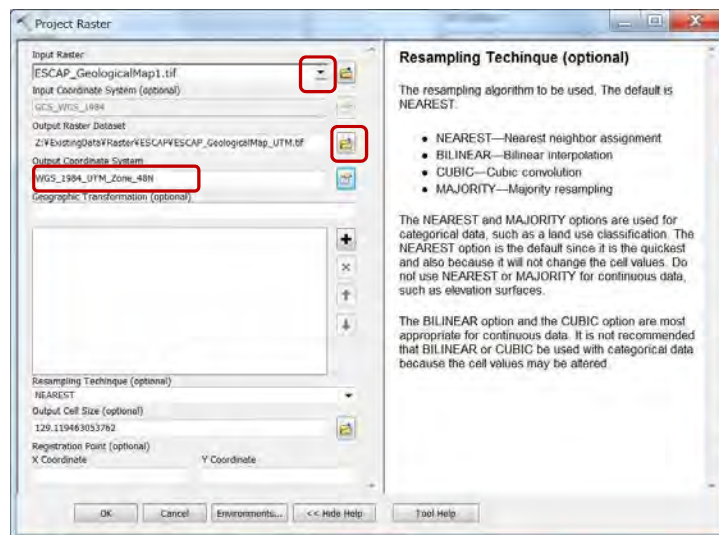 Project Raster
Input Raster
ESCAP_GeologicalMap1.tif
Input Coordinate System (optional)
GCS_WGS_1984
Output Raster Dataset
Z:¥ExistingData¥Raster¥ESCAP¥ESCAP_GeologicalMap_UTM.tif
Output Coordinate System
WGS_1984_UTM_Zone_48N
Geographic Transformation (optional)
Resampling Techinque (optional)
NEAREST
Output Cell Size (optional)
129.119463053762
Registration Point (optional)
X Coordinate Y Coordinate
OK Cancel Environments... << Hide Help Tool Help
Resampling Techinque (optional)
The resampling algorithm to be used. The default is
NEAREST.
• NEAREST—Nearest neighbor assignment
• BILINEAR—Bilinear interpolation
• CUBIC—Cubic convolution
• MAJORITY—Majority resampling
The NEAREST and MAJORITY options are used for
categorical data, such as a land use classification. The
NEAREST option is the default since it is the quickest
and also because it will not change the cell values. Do
not use NEAREST or MAJORITY for continuous data,
such as elevation surfaces.
The BILINEAR option and the CUBIC option are most
appropriate for continuous data. It is not recommended
that BILINEAR or CUBIC be used with categorical data
because the cell values may be altered.